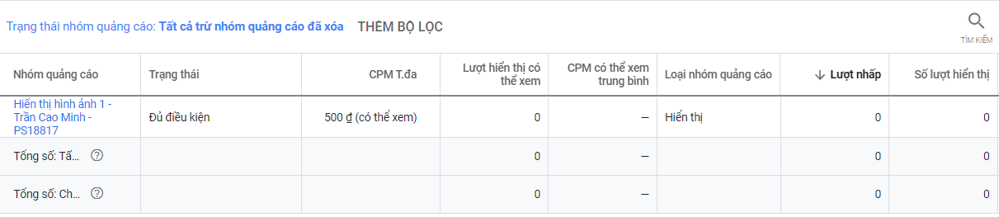 Trạng thái nhóm quảng cáo: Tất cả trừ nhóm quảng cáo đã xóa THÊM BỘ LỌC
TÌM KIẾM
Nhóm quảng cáo Trạng thái CPM T.đa Lượt hiển thị có thể xem CPM có thể xem trung bình Loại nhóm quảng cáo Lượt nhấp Số lượt hiển thị
Hiển thị hình ảnh 1 -
Trần Cao Minh - Đủ điều kiện 500 ₫ (có thể xem) 0 — Hiển thị 0 0
PS18817
Tổng số: Tấ... 0 — 0 0
Tổng số: Ch... 0 — 0 0